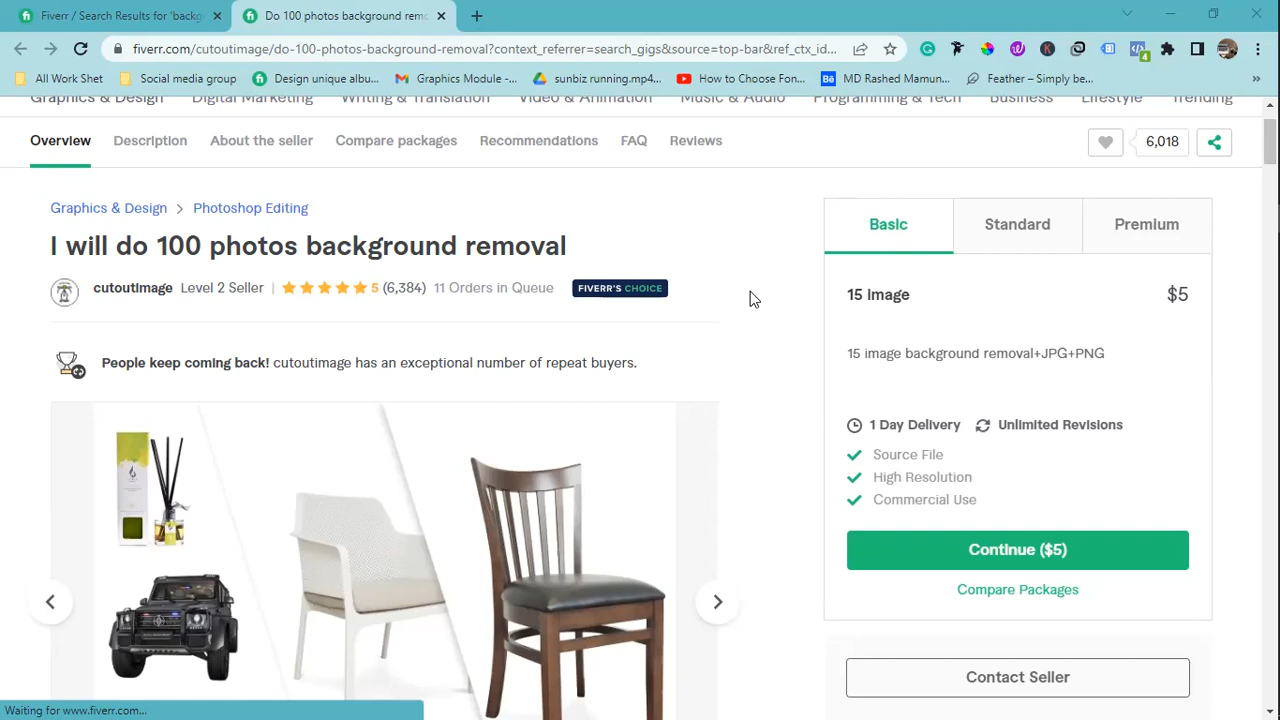 Fiverr / Search Results for 'backg
Do 100 photos background remo
fiverr.com/cutoutimage/do-100-photos-background-removal?context_referrer=search_gigs&source=top-bar&ref_ctx_id...
4
All Work Shet
Social media group
Design unique albu...
Graphics Module -...
sunbiz running.mp4...
How to Choose Fon...
MD Rashed Mamun...
Feather – Simply be...
Graphics & Design
Digital Marketing
Writing & Translation
Video & Animation
Music & Audio
Programming & Tech
Business
Lifestyle
Trending
Overview
Description
About the seller
Compare packages
Recommendations
FAQ
Reviews
6,018
Graphics & Design > Photoshop Editing
I will do 100 photos background removal
cutoutimage Level 2 Seller | 5 (6,384) 11 Orders in Queue FIVERR'S CHOICE
People keep coming back! cutoutimage has an exceptional number of repeat buyers.
Basic
Standard
Premium
15 Image $5
15 image background removal+JPG+PNG
1 Day Delivery Unlimited Revisions
Source File
High Resolution
Commercial Use
Continue ($5)
Compare Packages
Contact Seller
Waiting for www.fiverr.com...